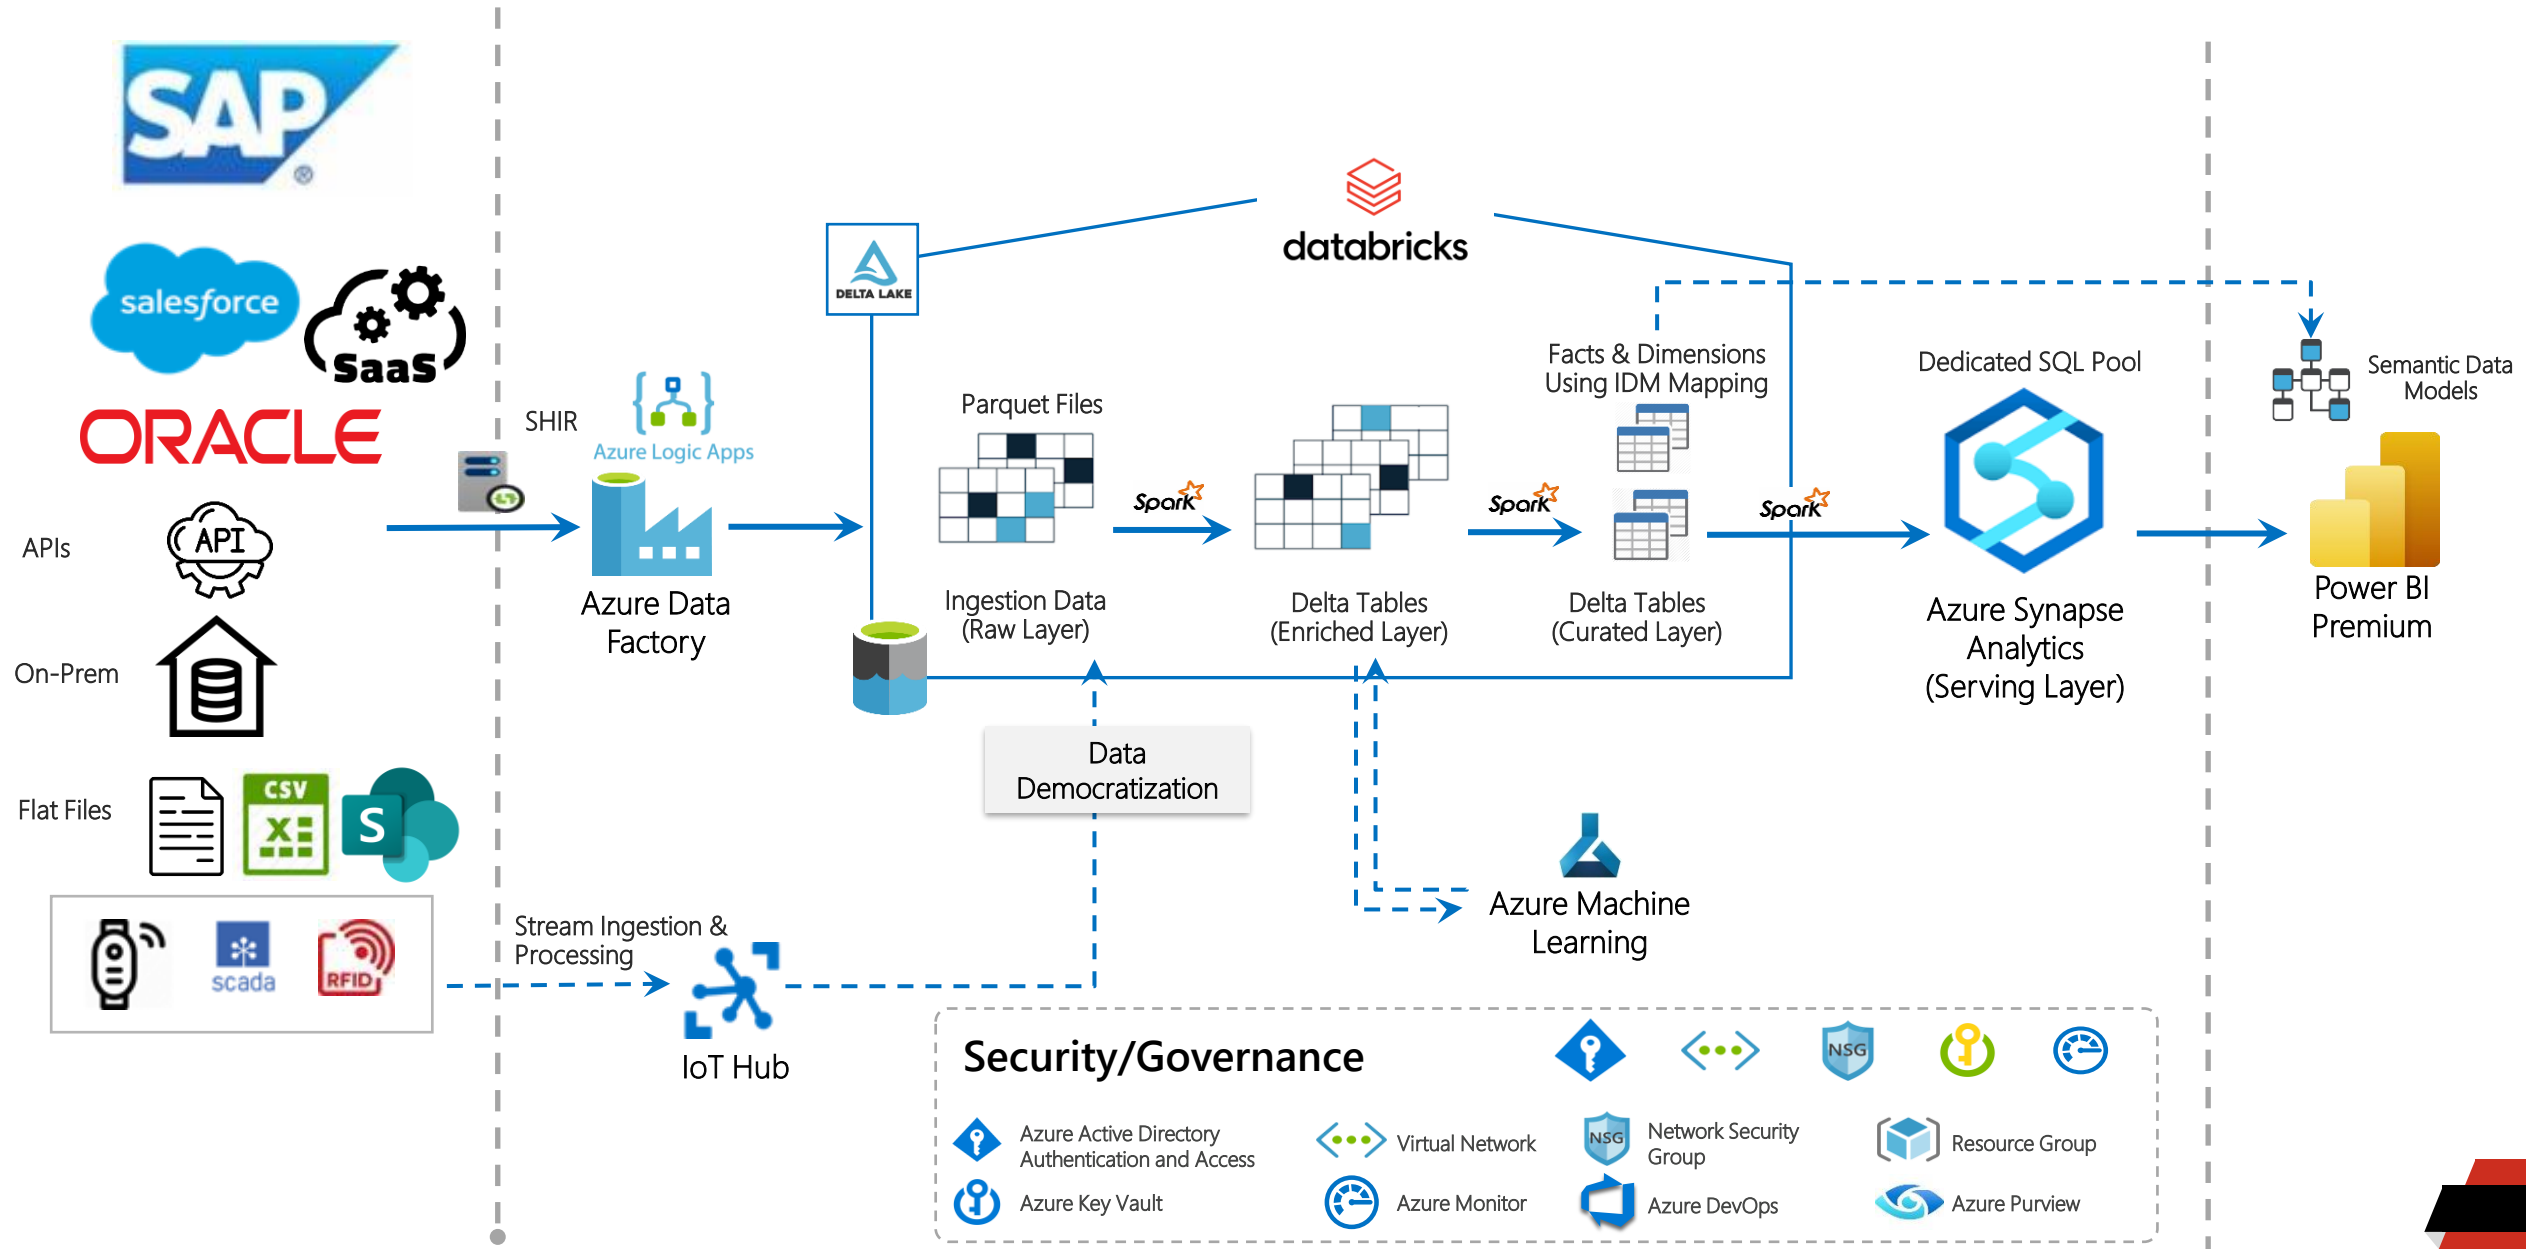 SAP
®
salesforce
SaaS
ORACLE
APIs
API
On-Prem
Flat Files
CSV
X
S
scada
RFID
SHIR
Azure Logic Apps
Azure Data
Factory
Stream Ingestion &
Processing
IoT Hub
DELTA LAKE
databricks
Parquet Files
Ingestion Data
(Raw Layer)
Spark
Delta Tables
(Enriched Layer)
Spark
Facts & Dimensions
Using IDM Mapping
Delta Tables
(Curated Layer)
Spark
Data
Democratization
Azure Machine
Learning
Dedicated SQL Pool
Azure Synapse
Analytics
(Serving Layer)
Semantic Data
Models
Power BI
Premium
Security/Governance
NSG
Azure Active Directory
Authentication and Access
Virtual Network
NSG
Network Security
Group
Resource Group
Azure Key Vault
Azure Monitor
Azure DevOps
Azure Purview